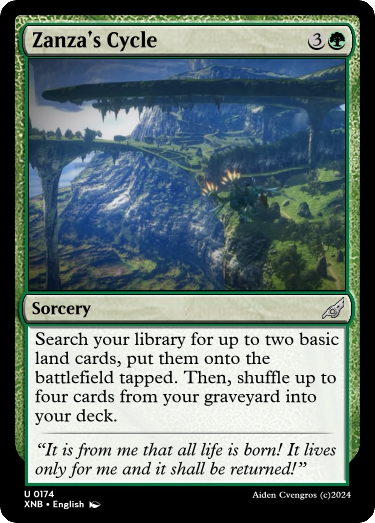 Zanza's Cycle 3
Sorcery
Search your library for up to two basic
land cards, put them onto the
battlefield tapped. Then, shuffle up to
four cards from your graveyard into
your deck.
“It is from me that all life is born! It lives
only for me and it shall be returned!”
U 0174
XNB • English Aiden Cvengros (c)2024